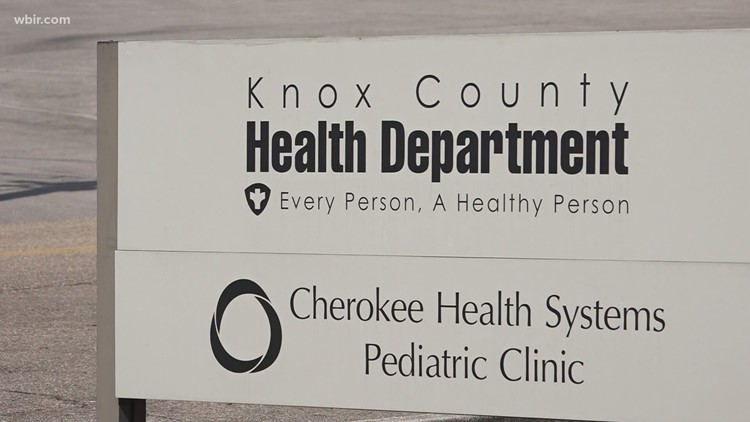 wbir.com
Knox County
Health Department
Every Person, A Healthy Person
Cherokee Health Systems
Pediatric Clinic